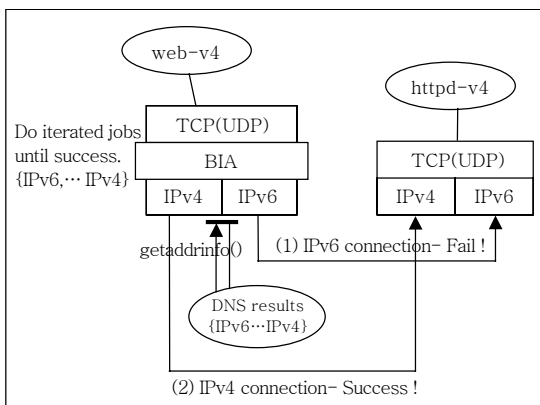 web-v4
httpd-v4
TCP(UDP)
Do iterated jobs
until success.
{IPv6,⋯ IPv4}
BIA
TCP(UDP)
IPv4
IPv6
IPv4
IPv6
getaddrinfo()
(1) IPv6 connection- Fail !
DNS results
{IPv6⋯IPv4}
(2) IPv4 connection- Success !